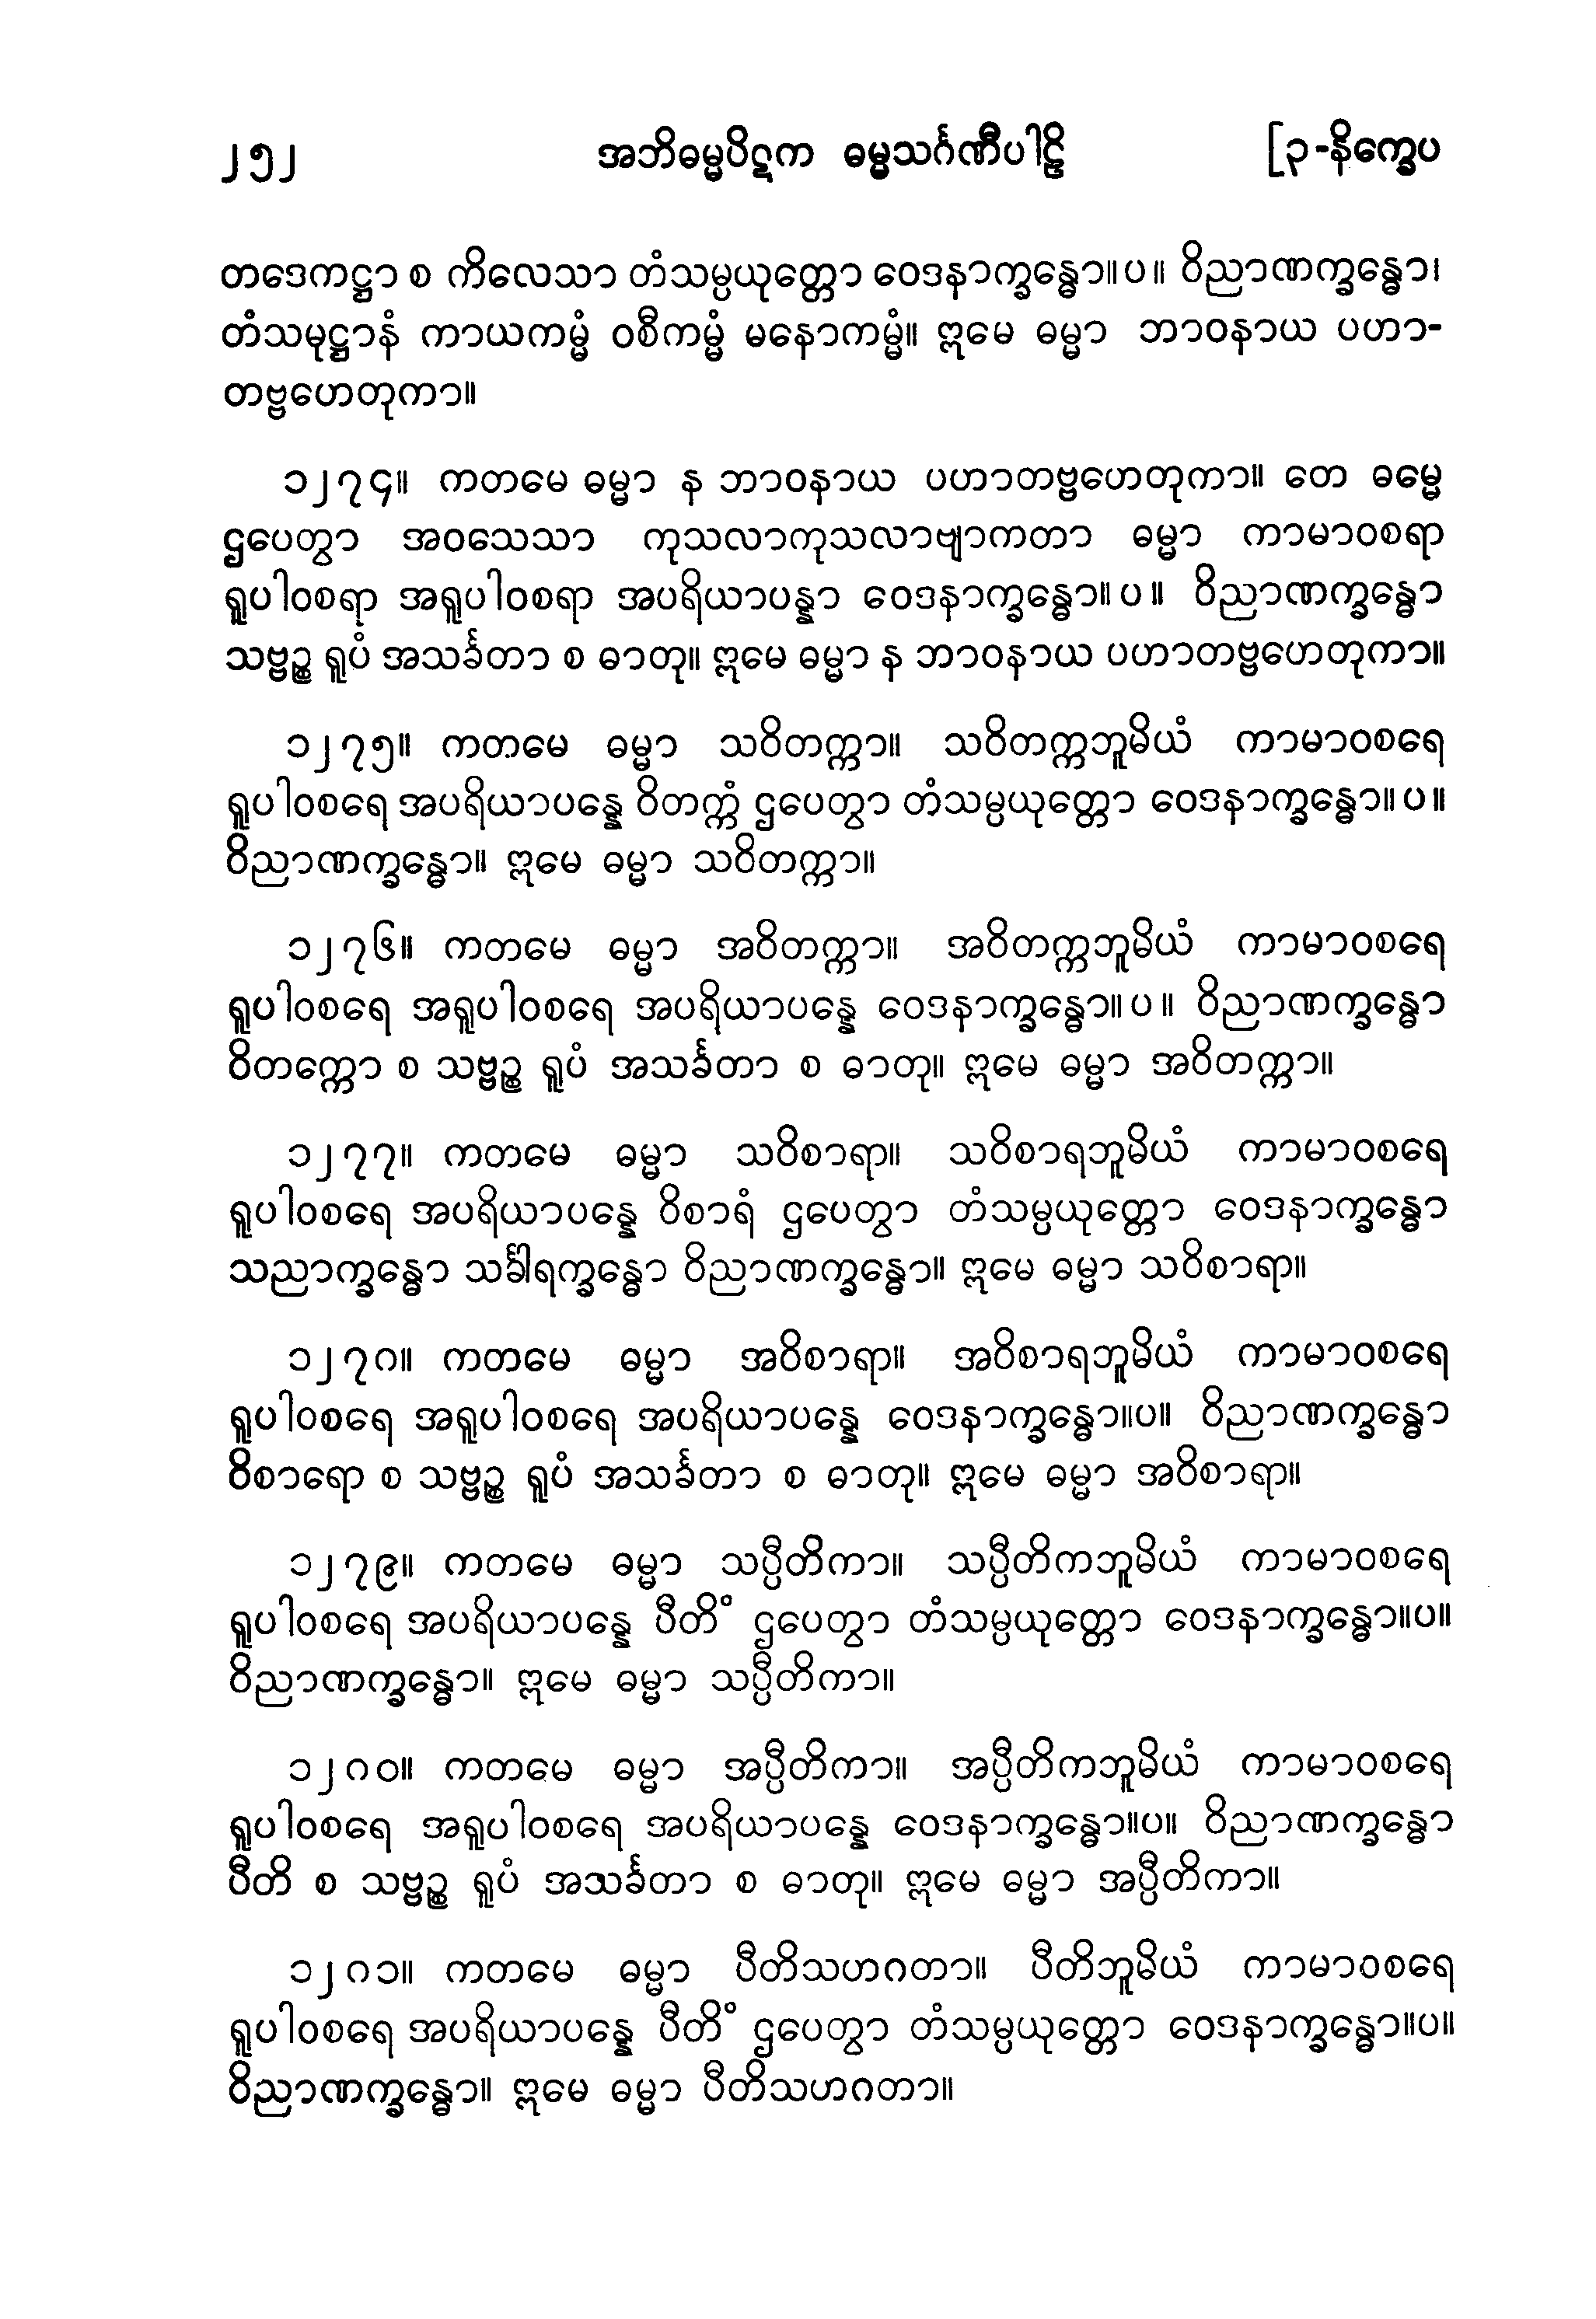 ၂၅၂ အဘိဓမ္မပိဋက ဓမ္မသင်္ဂဏီပါဠိ [၃-နိက္ခေပ
တဒေကဋ္ဌာ စ ကိလေသာ တံသမ္ပယုတ္တော ဝေဒနာက္ခန္ဓော။ပ။ ဝိညာဏက္ခန္ဓော၊
တံသမုဋ္ဌာနံ ကာယကမ္မံ ဝစီကမ္မံ မနောကမ္မံ။ ဣမေ ဓမ္မာ ဘာဝနာယ ပဟာ-
တဗ္ဗဟေတုကာ။
၁၂၇၄။ ကတမေ ဓမ္မာ န ဘာဝနာယ ပဟာတဗ္ဗဟေတုကာ။ တေ ဓမ္မေ
ဌပေတွာ အဝသေသာ ကုသလာကုသလာဗျာကတာ ဓမ္မာ ကာမာဝစရာ
ရူပါဝစရာ အရူပါဝစရာ အပရိယာပန္နာ ဝေဒနာက္ခန္ဓော။ပ။ ဝိညာဏက္ခန္ဓော
သဗ္ဗဉ္စ ရူပံ အသင်္ခတာ စ ဓာတု။ ဣမေ ဓမ္မာ န ဘာဝနာယ ပဟာတဗ္ဗဟေတုကာ။
၁၂၇၅။ ကတမေ ဓမ္မာ သဝိတက္ကာ။ သဝိတက္ကဘူမိယံ ကာမာဝစရေ
ရူပါဝစရေ အပရိယာပန္နေ ဝိတက္ကံ ဌပေတွာ တံသမ္ပယုတ္တော ဝေဒနာက္ခန္ဓော။ပ။
ဝိညာဏက္ခန္ဓော။ ဣမေ ဓမ္မာ သဝိတက္ကာ။
၁၂၇၆။ ကတမေ ဓမ္မာ အဝိတက္ကာ။ အဝိတက္ကဘူမိယံ ကာမာဝစရေ
ရူပါဝစရေ အရူပါဝစရေ အပရိယာပန္နေ ဝေဒနာက္ခန္ဓော။ပ။ ဝိညာဏက္ခန္ဓော
ဝိတက္ကော စ သဗ္ဗဉ္စ ရူပံ အသင်္ခတာ စ ဓာတု။ ဣမေ ဓမ္မာ အဝိတက္ကာ။
၁၂၇၇။ ကတမေ ဓမ္မာ သဝိစာရာ။ သဝိစာရဘူမိယံ ကာမာဝစရေ
ရူပါဝစရေ အပရိယာပန္နေ ဝိစာရံ ဌပေတွာ တံသမ္ပယုတ္တော ဝေဒနာက္ခန္ဓော
သညာက္ခန္ဓော သင်္ခါရက္ခန္ဓော ဝိညာဏက္ခန္ဓော။ ဣမေ ဓမ္မာ သဝိစာရာ။
၁၂၇၈။ ကတမေ ဓမ္မာ အဝိစာရာ။ အဝိစာရဘူမိယံ ကာမာဝစရေ
ရူပါဝစရေ အရူပါဝစရေ အပရိယာပန္နေ ဝေဒနာက္ခန္ဓော။ပ။ ဝိညာဏက္ခန္ဓော
ဝိစာရော စ သဗ္ဗဉ္စ ရူပံ အသင်္ခတာ စ ဓာတု။ ဣမေ ဓမ္မာ အဝိစာရာ။
၁၂၇၉။ ကတမေ ဓမ္မာ သပ္ပီတိကာ။ သပ္ပီတိကဘူမိယံ ကာမာဝစရေ
ရူပါဝစရေ အပရိယာပန္နေ ပီတိံ ဌပေတွာ တံသမ္ပယုတ္တော ဝေဒနာက္ခန္ဓော။ပ။
ဝိညာဏက္ခန္ဓော။ ဣမေ ဓမ္မာ သပ္ပီတိကာ။
၁၂၈၀။ ကတမေ ဓမ္မာ အပ္ပီတိကာ။ အပ္ပီတိကဘူမိယံ ကာမာဝစရေ
ရူပါဝစရေ အရူပါဝစရေ အပရိယာပန္နေ ဝေဒနာက္ခန္ဓော။ပ။ ဝိညာဏက္ခန္ဓော
ပီတိ စ သဗ္ဗဉ္စ ရူပံ အသင်္ခတာ စ ဓာတု။ ဣမေ ဓမ္မာ အပ္ပီတိကာ။
၁၂၈၁။ ကတမေ ဓမ္မာ ပီတိသဟဂတာ။ ပီတိဘူမိယံ ကာမာဝစရေ
ရူပါဝစရေ အပရိယာပန္နေ ပီတိံ ဌပေတွာ တံသမ္ပယုတ္တော ဝေဒနာက္ခန္ဓော။ပ။
ဝိညာဏက္ခန္ဓော။ ဣမေ ဓမ္မာ ပီတိသဟဂတာ။